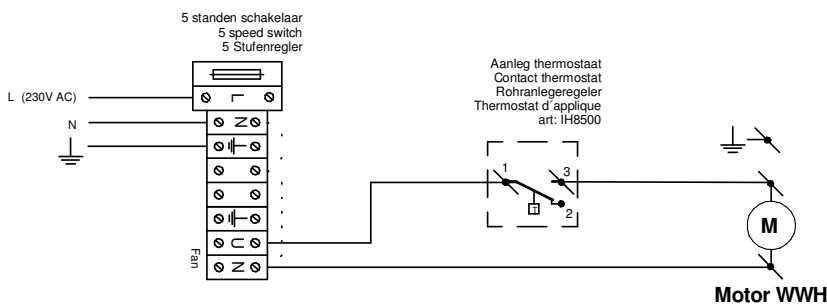 5 standen schakelaar
5 speed switch
5 Stufenregler
L (230V AC)
L
N
N
Aanleg thermostaat
Contact thermostat
Rohranlegeregeler
Thermostat d´applique
art: IH8500
1
3
2
T
Fan
U
N
M
Motor WWH